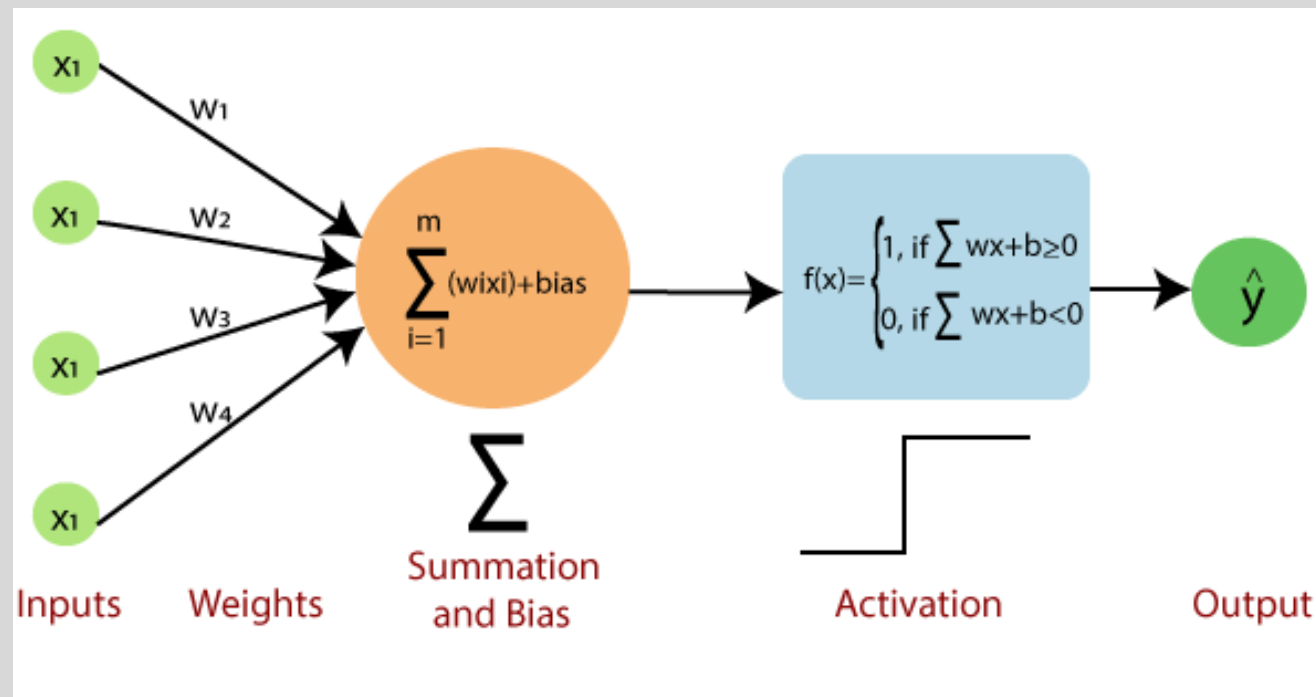 x1
x1
x1
x1
w1
w2
w3
w4
m
∑(wixi)+bias
i=1
∑
f(x)={1, if ∑ wx+b≥0
0, if ∑ wx+b<0
ŷ
Inputs
Weights
Summation
and Bias
Activation
Output